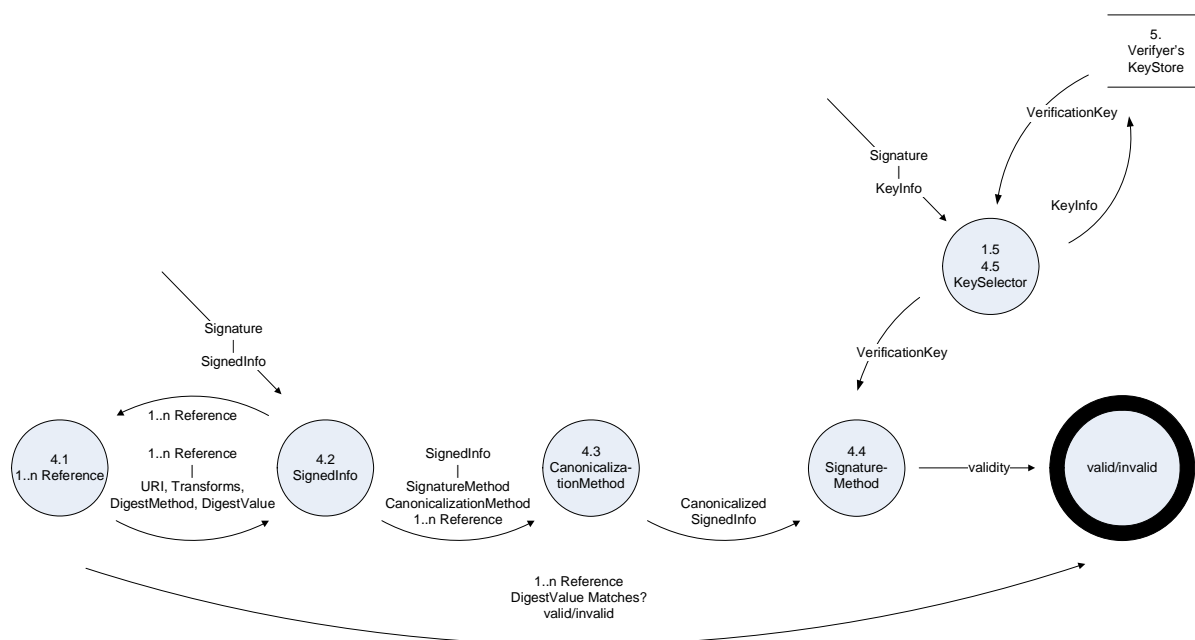 5.
Verifyer's
KeyStore
VerificationKey
Signature
|
KeyInfo
KeyInfo
1.5
4.5
KeySelector
Signature
|
SignedInfo
VerificationKey
1..n Reference
4.1
1..n Reference
1..n Reference
|
URI, Transforms,
DigestMethod, DigestValue
4.2
SignedInfo
SignedInfo
|
SignatureMethod
CanonicalizationMethod
1..n Reference
4.3
Canonicaliza-
tionMethod
Canonicalized
SignedInfo
4.4
Signature-
Method
validity
valid/invalid
1..n Reference
DigestValue Matches?
valid/invalid